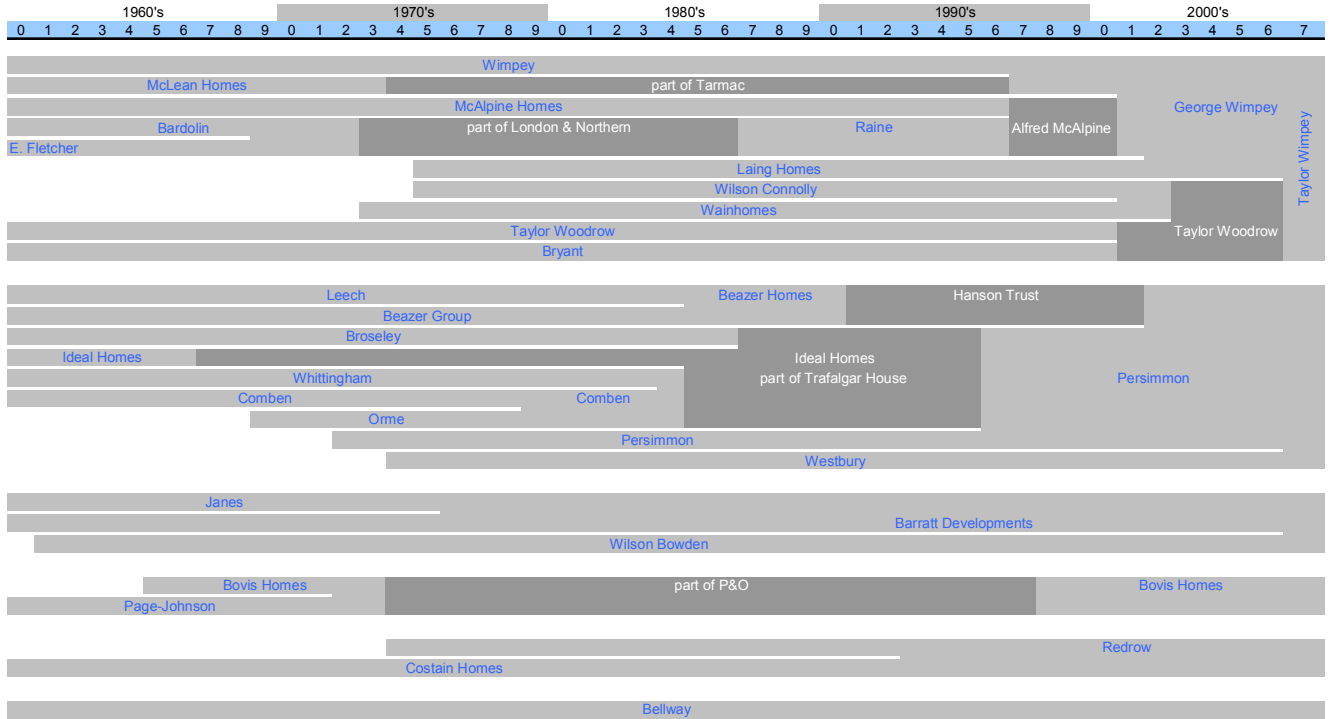 1960's 1970's 1980's 1990's 2000's
0 1 2 3 4 5 6 7 8 9 0 1 2 3 4 5 6 7 8 9 0 1 2 3 4 5 6 7 8 9 0 1 2 3 4 5 6 7 8 9 0 1 2 3 4 5 6 7
Wimpey
McLean Homes part of Tarmac
McAlpine Homes George Wimpey
Bardolin part of London & Northern Raine Alfred McAlpine
E. Fletcher
Taylor Wimpey
Laing Homes
Wilson Connolly
Wainhomes
Taylor Woodrow Taylor Woodrow
Bryant
Leech Beazer Homes Hanson Trust
Beazer Group
Broseley
Ideal Homes Ideal Homes
Whittingham part of Trafalgar House Persimmon
Comben Comben
Orme
Persimmon
Westbury
Janes
Barratt Developments
Wilson Bowden
Bovis Homes part of P&O Bovis Homes
Page-Johnson
Redrow
Costain Homes
Bellway